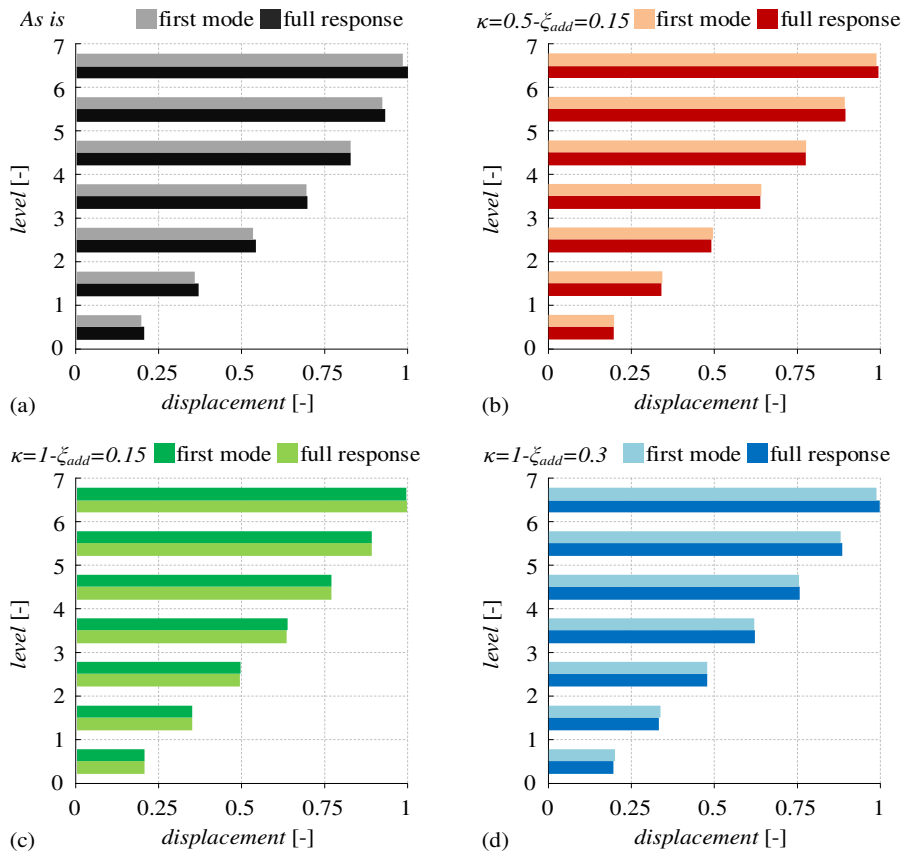 As is first mode full response
7
6
5
4
3
2
1
0
level [-]
0 0.25 0.5 0.75 1
(a) displacement [-]
κ=0.5-ξadd=0.15 first mode full response
7
6
5
4
3
2
1
0
level [-]
0 0.25 0.5 0.75 1
(b) displacement [-]
κ=1-ξadd=0.15 first mode full response
7
6
5
4
3
2
1
0
level [-]
0 0.25 0.5 0.75 1
(c) displacement [-]
κ=1-ξadd=0.3 first mode full response
7
6
5
4
3
2
1
0
level [-]
0 0.25 0.5 0.75 1
(d) displacement [-]